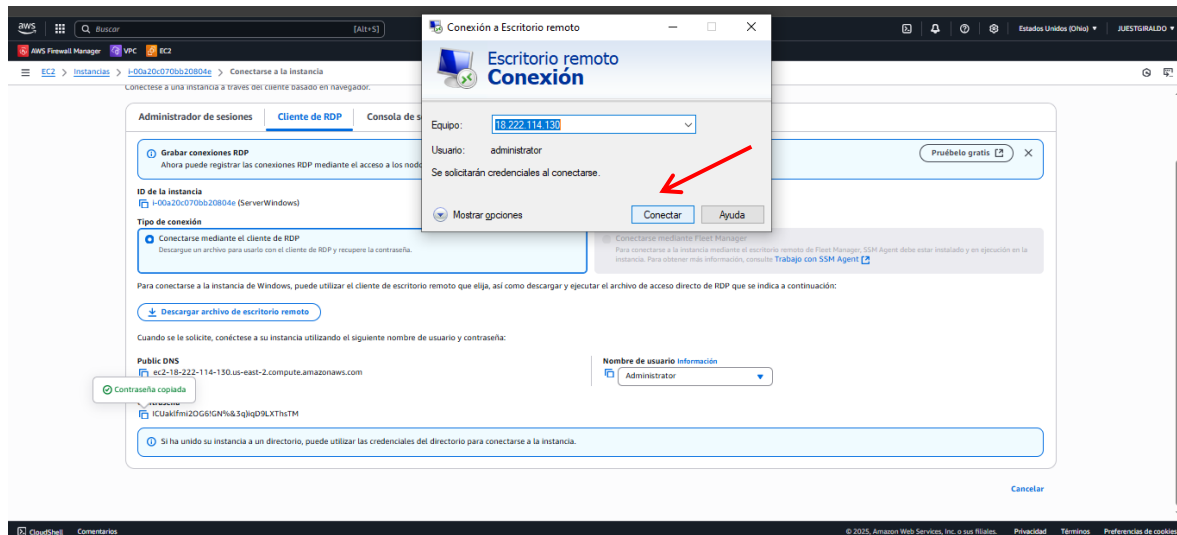 aws
Buscar
[Alt+S]
Estados Unidos (Ohio)
JUESTGIRALDO
AWS Firewall Manager
VPC
EC2
EC2 > Instancias > i-00a20c070bb20804e > Conectarse a la instancia
Conéctese a una instancia a través del cliente basado en navegador.
Administrador de sesiones
Cliente de RDP
Consola de s
Grabar conexiones RDP
Ahora puede registrar las conexiones RDP mediante el acceso a los nodo
Pruébelo gratis
ID de la instancia
i-00a20c070bb20804e (ServerWindows)
Tipo de conexión
Conectarse mediante el cliente de RDP
Descargue un archivo para usarlo con el cliente de RDP y recupere la contraseña.
Conectarse mediante Fleet Manager
Para conectarse a la instancia mediante el escritorio remoto de Fleet Manager, SSM Agent debe estar instalado y en ejecución en la
instancia. Para obtener más información, consulte Trabajo con SSM Agent
Para conectarse a la instancia de Windows, puede utilizar el cliente de escritorio remoto que elija, así como descargar y ejecutar el archivo de acceso directo de RDP que se indica a continuación:
Descargar archivo de escritorio remoto
Cuando se le solicite, conéctese a su instancia utilizando el siguiente nombre de usuario y contraseña:
Public DNS
ec2-18-222-114-130.us-east-2.compute.amazonaws.com
Nombre de usuario Información
Administrator
Contraseña copiada
Si ha unido su instancia a un directorio, puede utilizar las credenciales del directorio para conectarse a la instancia.
Cancelar
CloudShell
Comentarios
© 2025, Amazon Web Services, Inc. o sus filiales.
Privacidad
Términos
Preferencias de cookies
Conexión a Escritorio remoto
Escritorio remoto
Conexión
Equipo:
18.222.114.130
Usuario:
administrator
Se solicitarán credenciales al conectarse.
Mostrar opciones
Conectar
Ayuda